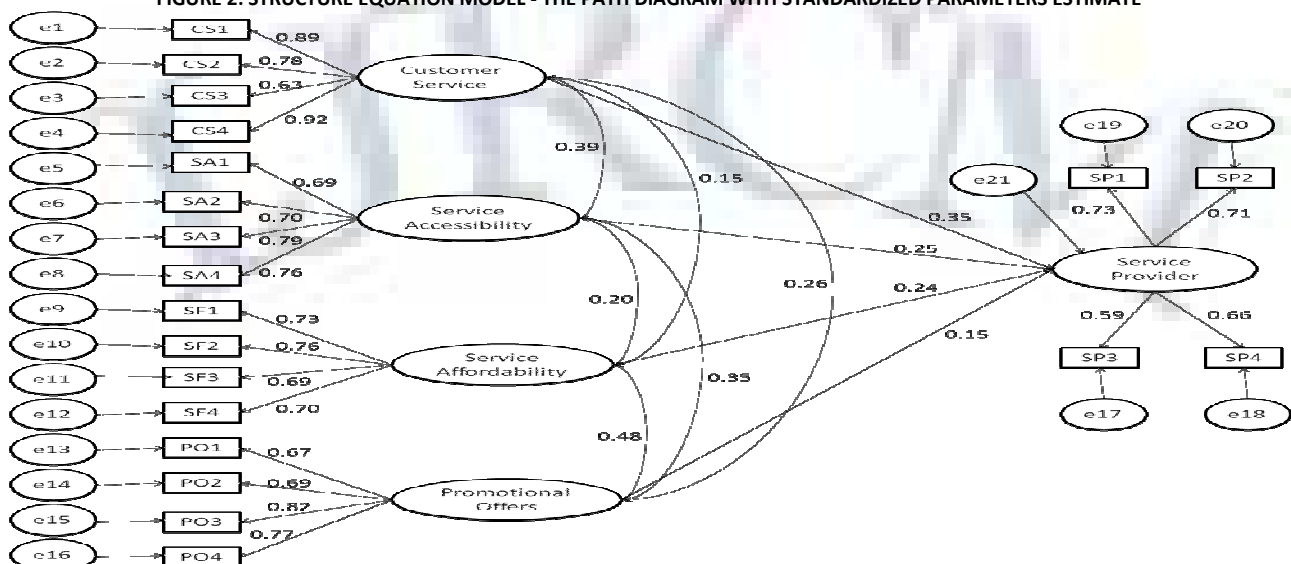 FIGURE 2: STRUCTURE EQUATION MODEL - THE PATH DIAGRAM WITH STANDARDIZED PARAMETERS ESTIMATE
e1
CS1
0.89
e2
CS2
0.78
e3
CS3
0.63
e4
CS4
0.92
Customer
Service
e5
SA1
0.69
e6
SA2
0.70
e7
SA3
0.79
e8
SA4
0.76
Service
Accessibility
e9
SF1
0.73
e10
SF2
0.76
e11
SF3
0.69
e12
SF4
0.70
Service
Affordability
e13
PO1
0.67
e14
PO2
0.69
e15
PO3
0.87
e16
PO4
0.77
Promotional
Offers
0.39
0.15
0.20
0.26
0.35
0.48
0.35
0.25
0.24
0.15
e19
e20
e21
SP1
SP2
0.73
0.71
Service
Provider
0.59
0.66
SP3
SP4
e17
e18